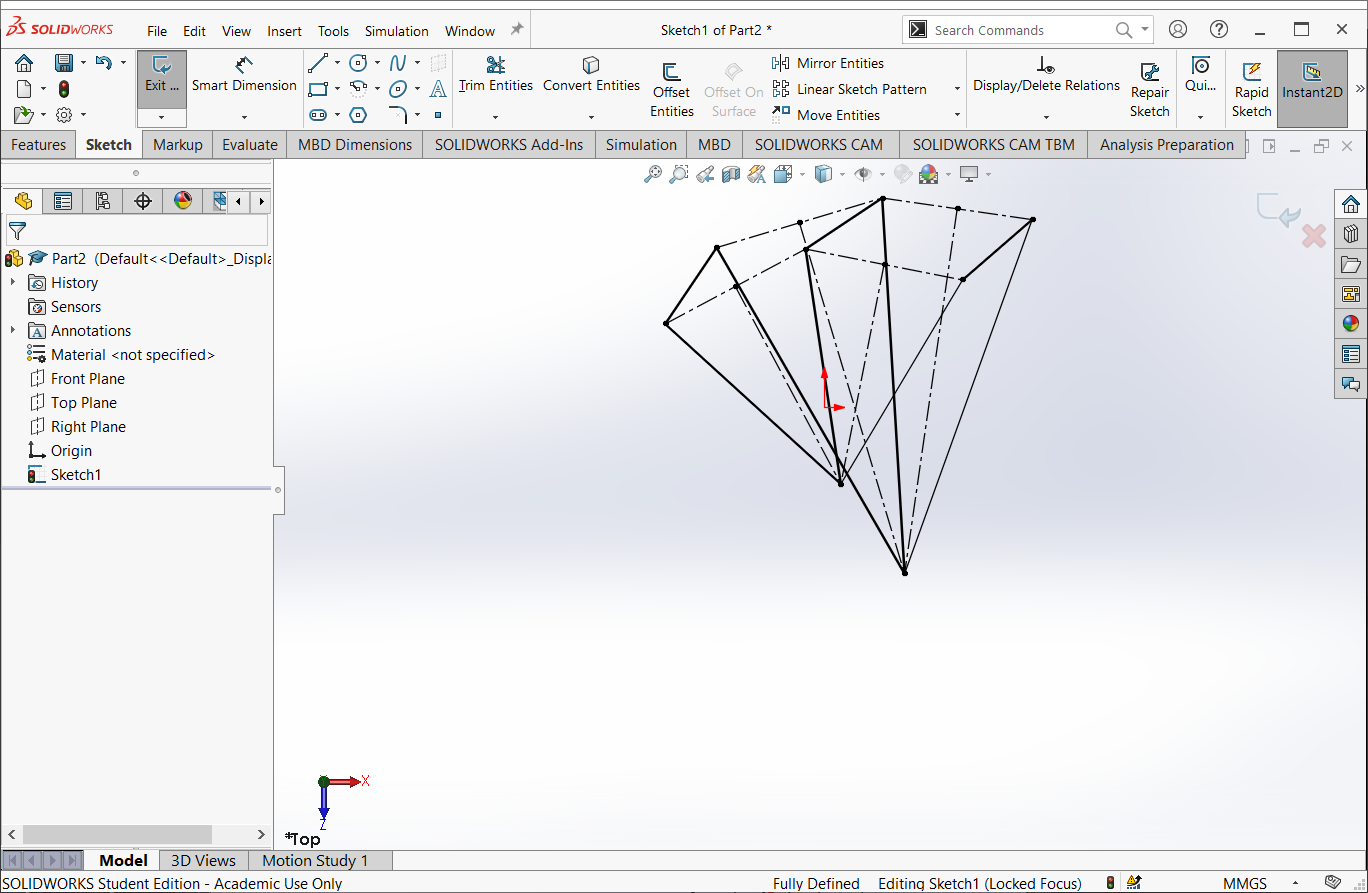 SOLIDWORKS File Edit View Insert Tools Simulation Window Sketch1 of Part2 * Search Commands
Exit ... Smart Dimension Trim Entities Convert Entities Offset Entities Offset On Surface Mirror Entities Linear Sketch Pattern Move Entities Display/Delete Relations Repair Sketch Qui... Rapid Sketch Instant2D
Features Sketch Markup Evaluate MBD Dimensions SOLIDWORKS Add-Ins Simulation MBD SOLIDWORKS CAM SOLIDWORKS CAM TBM Analysis Preparation
Part2 (Default<<Default>_Displa
History
Sensors
Annotations
Material <not specified>
Front Plane
Top Plane
Right Plane
Origin
Sketch1
X
Z
*Top
Model 3D Views Motion Study 1
SOLIDWORKS Student Edition - Academic Use Only Fully Defined Editing Sketch1 (Locked Focus) MMGS